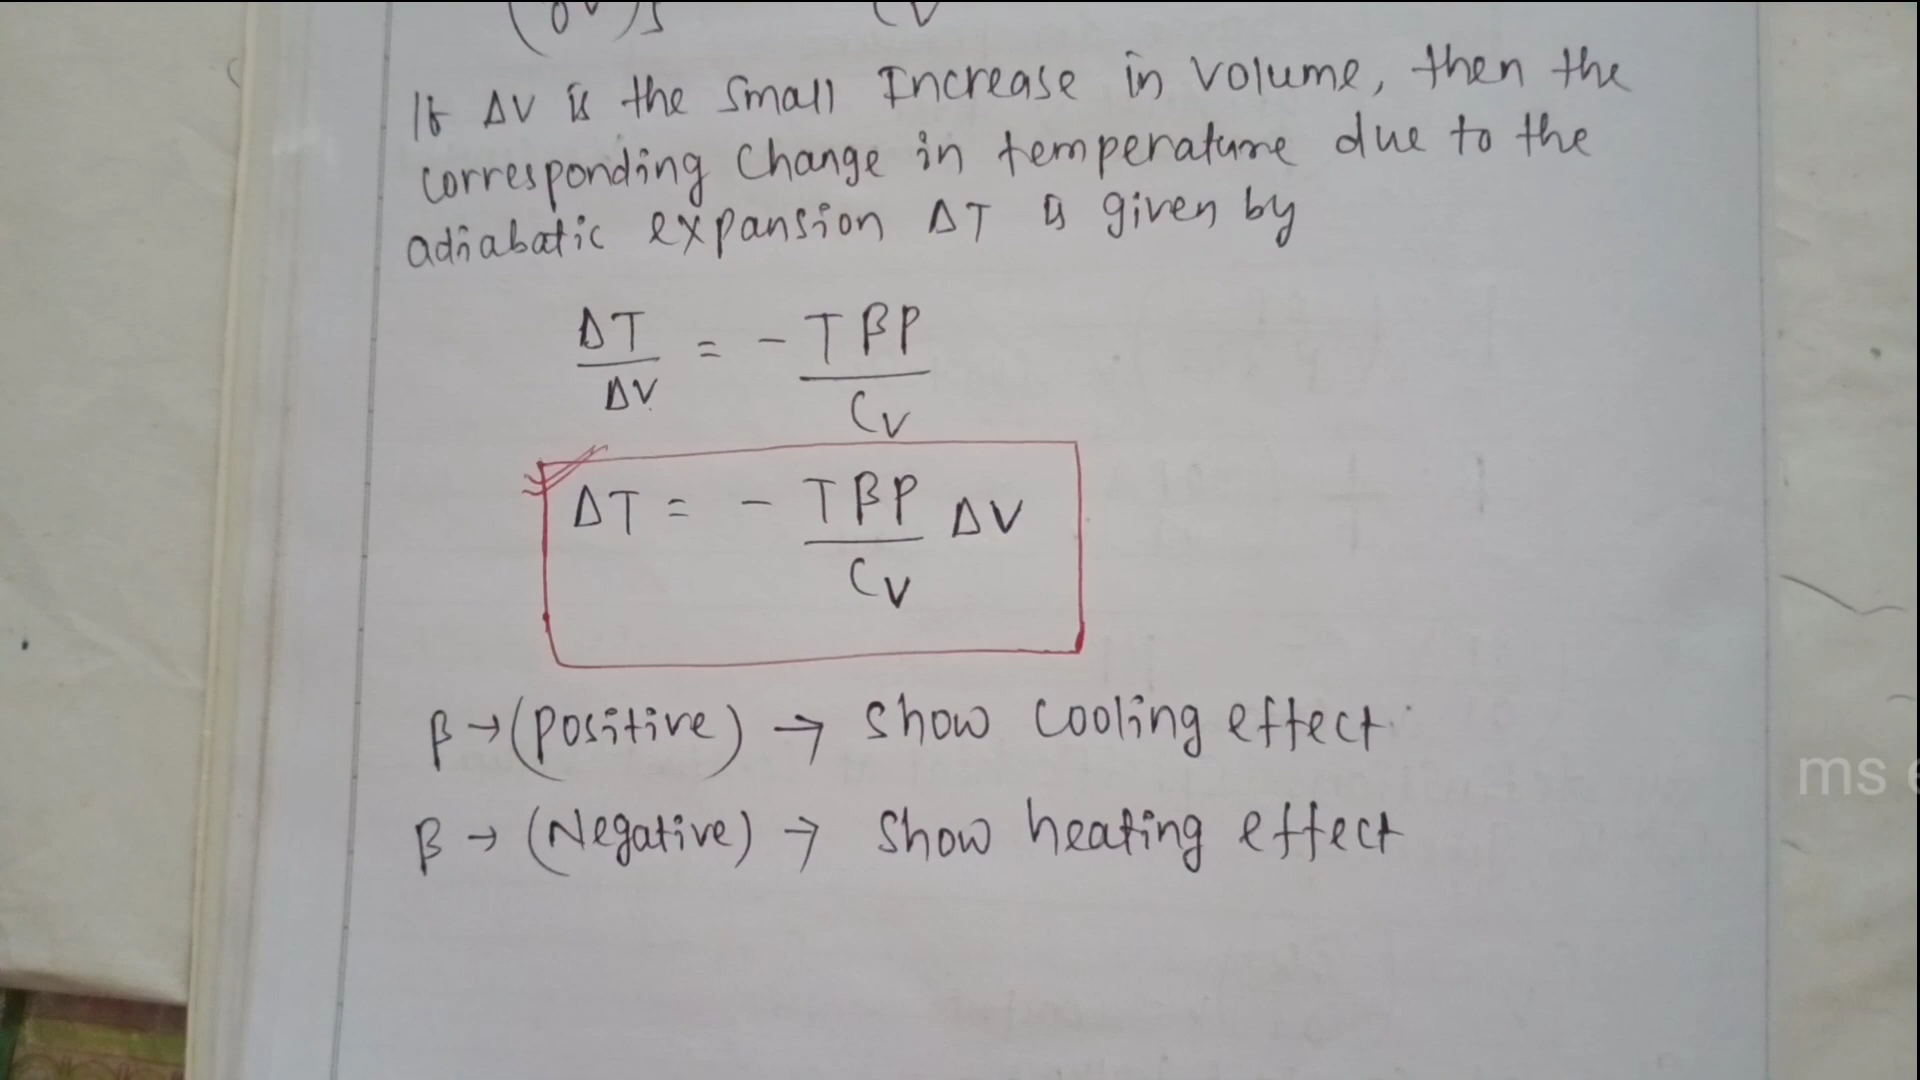 (∂V)S CV
If ΔV is the small Increase in volume, then the
corresponding change in temperature due to the
adiabatic expansion ΔT is given by
ΔT/ΔV = - TβP/CV
ΔT = - TβP/CV ΔV
β → (positive) → show cooling effect.
β → (Negative) → show heating effect
ms